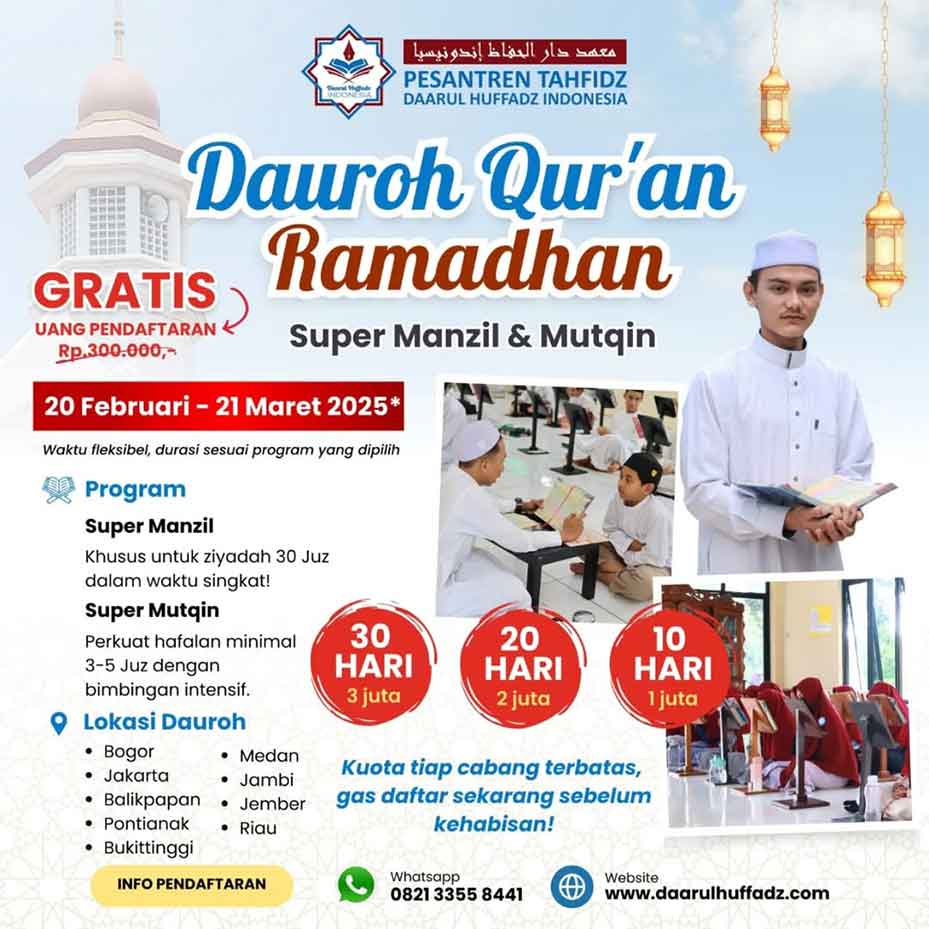 معهد دار الحفاظ إندونيسيا
Daarul Huffadz
INDONESIA
PESANTREN TAHFIDZ
DAARUL HUFFADZ INDONESIA
Dauroh Qur'an
Ramadhan
Super Manzil & Mutqin
GRATIS
UANG PENDAFTARAN
Rp.300.000,-
20 Februari - 21 Maret 2025*
Waktu fleksibel, durasi sesuai program yang dipilih
Program
Super Manzil
Khusus untuk ziyadah 30 Juz
dalam waktu singkat!
Super Mutqin
Perkuat hafalan minimal
3-5 Juz dengan
bimbingan intensif.
30
HARI
3 juta
20
HARI
2 juta
10
HARI
1 juta
Lokasi Dauroh
• Bogor
• Jakarta
• Balikpapan
• Pontianak
• Bukittinggi
• Medan
• Jambi
• Jember
• Riau
Kuota tiap cabang terbatas,
gas daftar sekarang sebelum
kehabisan!
INFO PENDAFTARAN
Whatsapp
0821 3355 8441
Website
www.daarulhuffadz.com